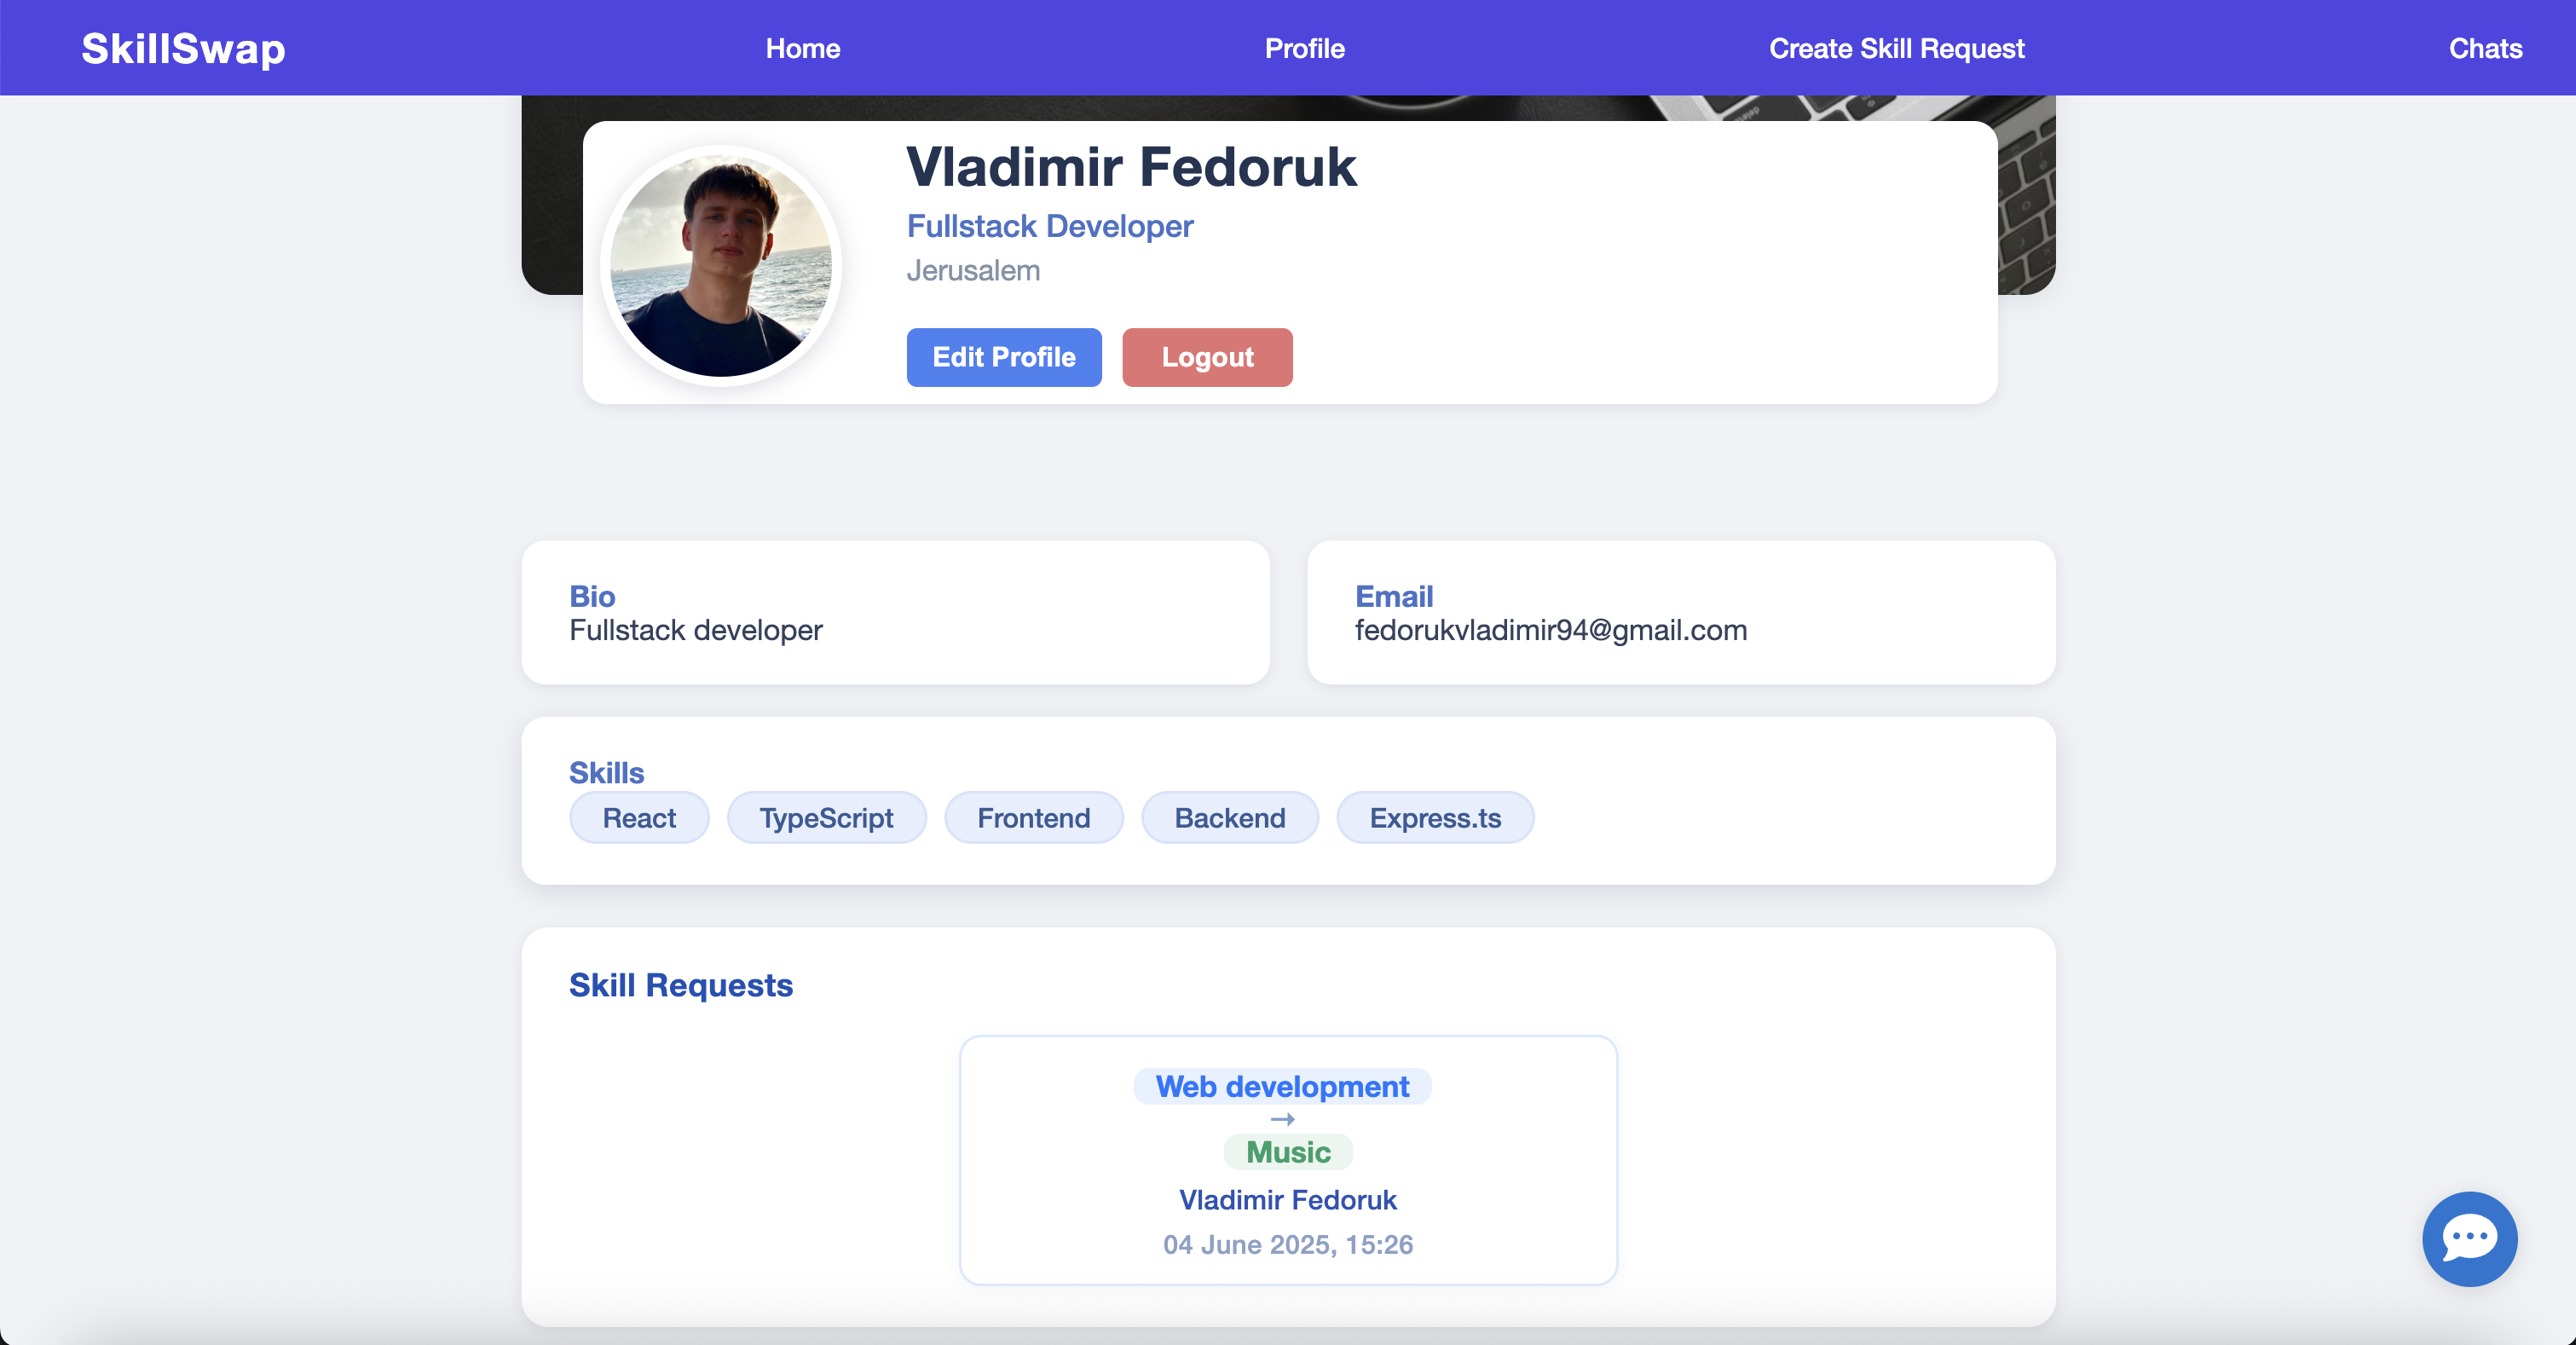 SkillSwap Home Profile Create Skill Request Chats
Vladimir Fedoruk
Fullstack Developer
Jerusalem
Edit Profile Logout
Bio
Fullstack developer
Email
fedorukvladimir94@gmail.com
Skills
React TypeScript Frontend Backend Express.ts
Skill Requests
Web development
→
Music
Vladimir Fedoruk
04 June 2025, 15:26